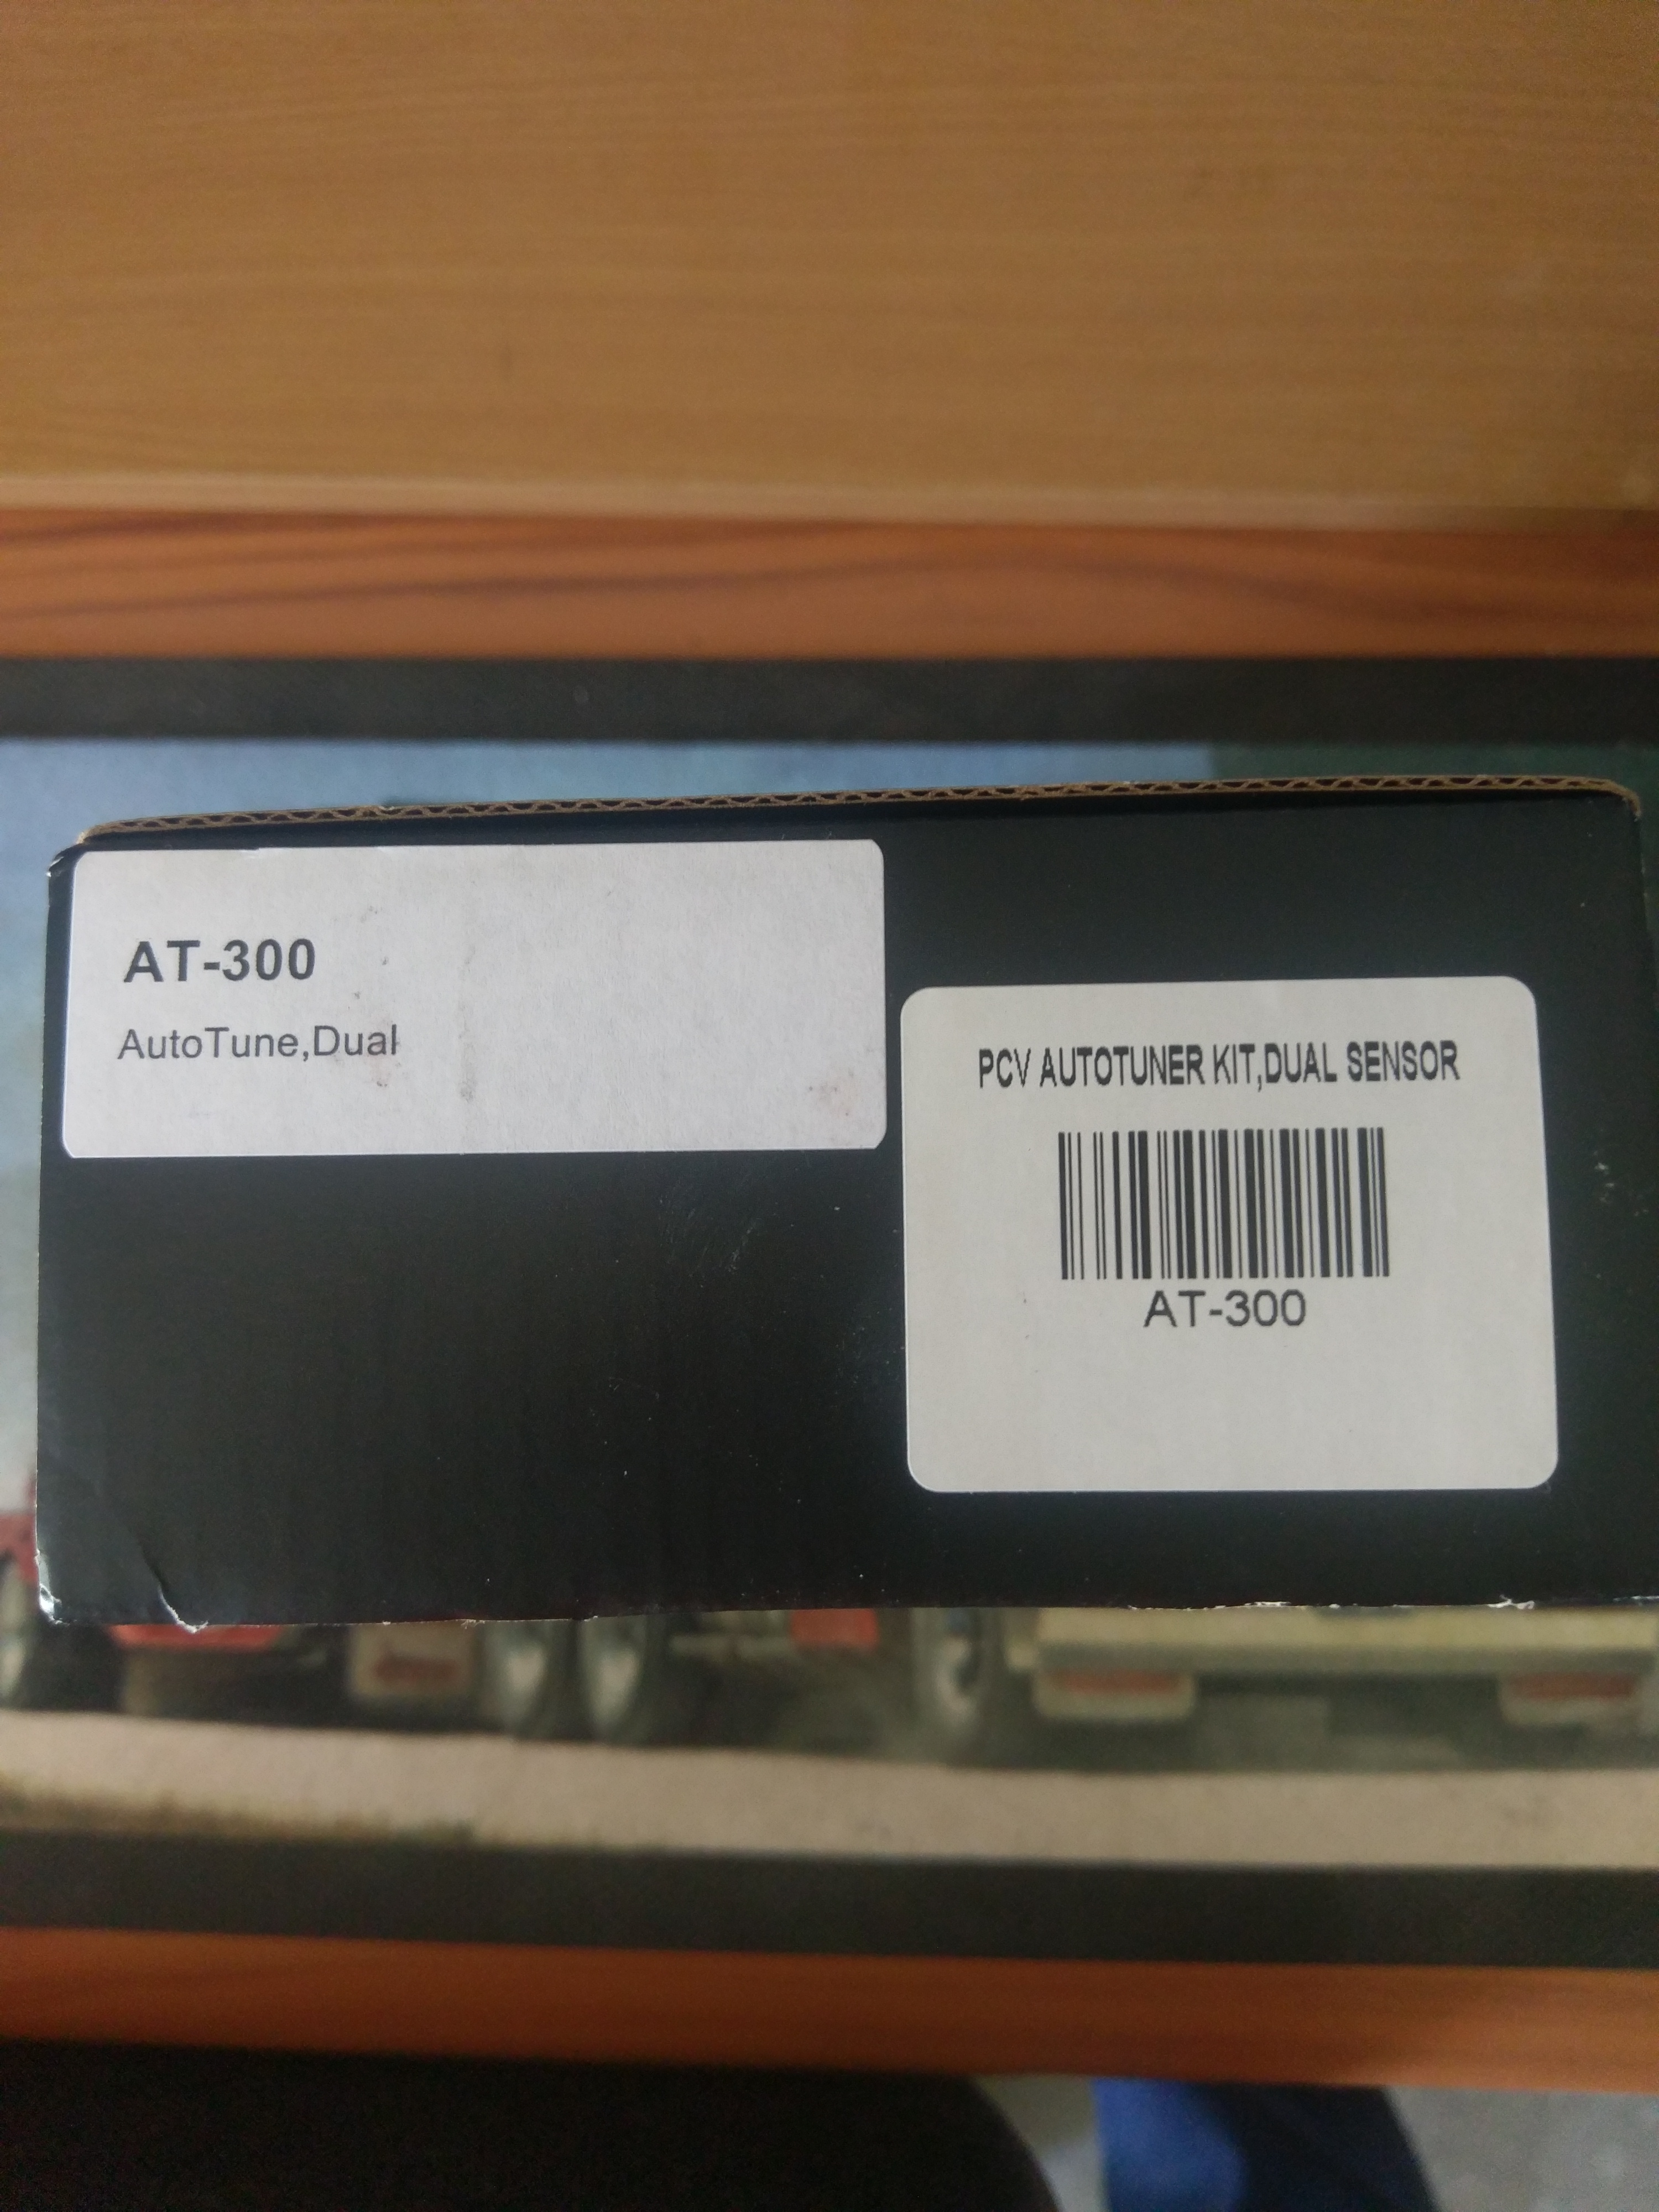 AT-300
AutoTune,Dual
PCV AUTOTUNER KIT,DUAL SENSOR
AT-300